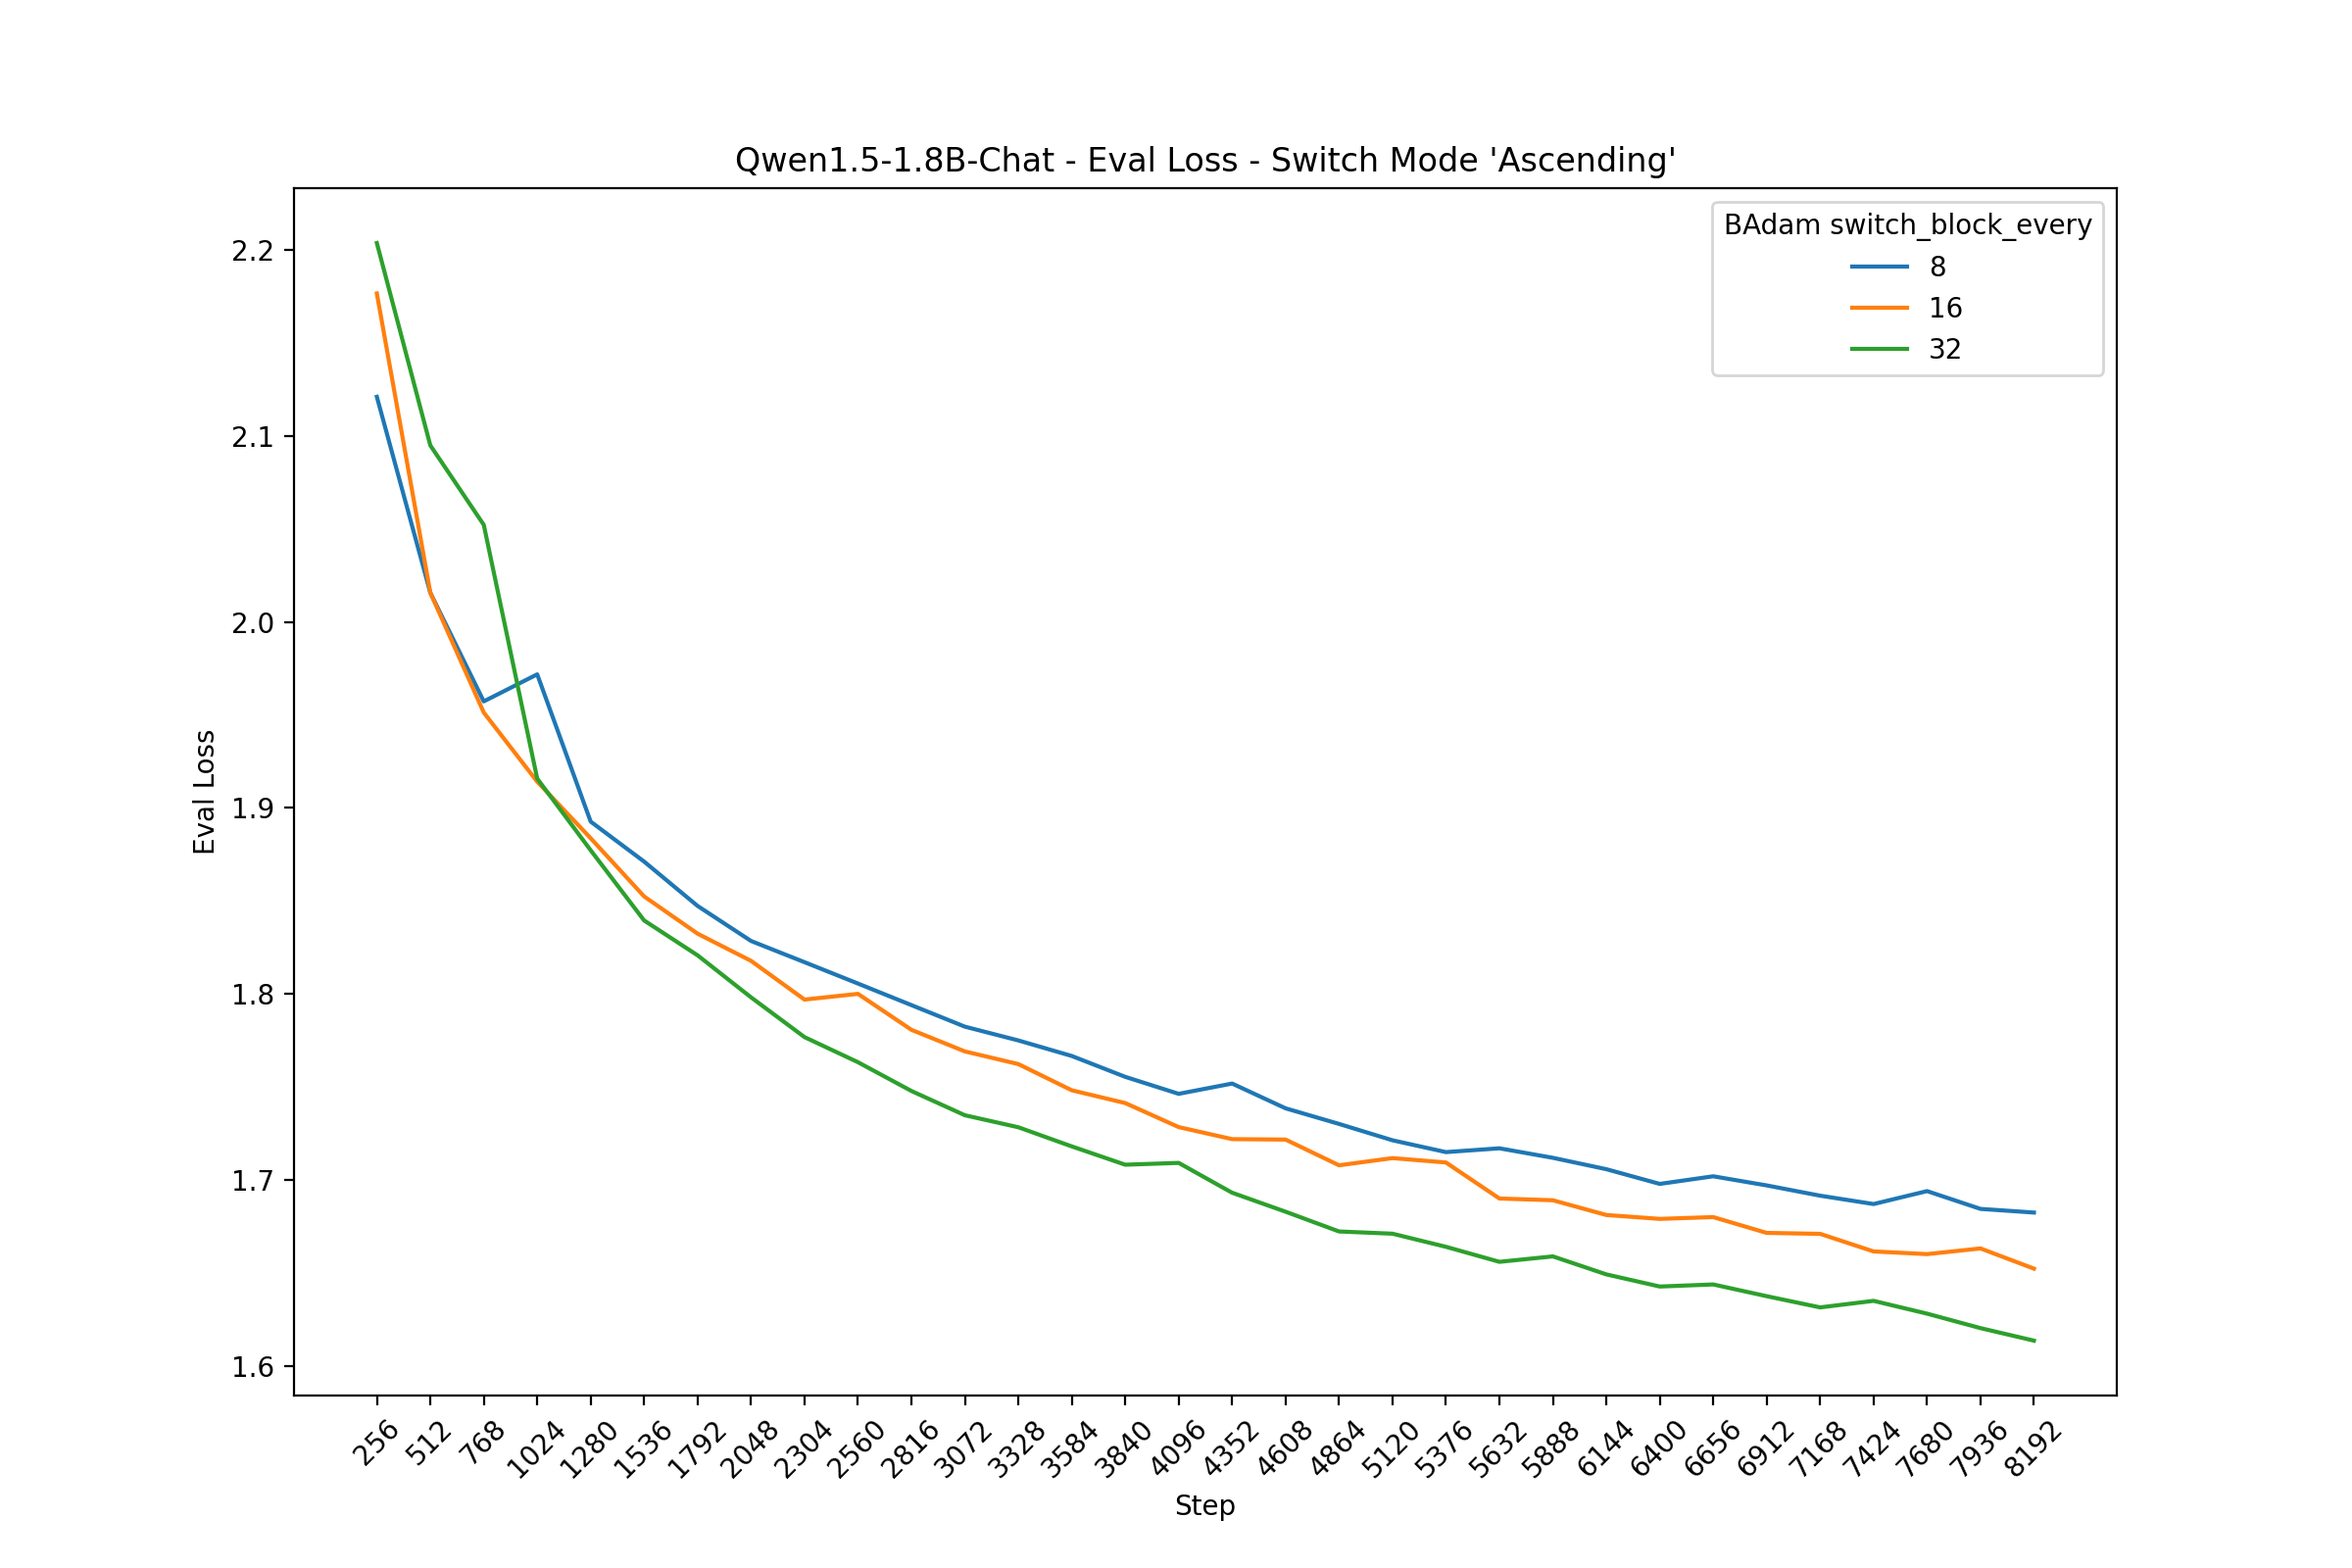 Qwen1.5-1.8B-Chat - Eval Loss - Switch Mode 'Ascending'
BAdam switch_block_every
8
16
32
Eval Loss
2.2
2.1
2.0
1.9
1.8
1.7
1.6
256 512 768 1024 1280 1536 1792 2048 2304 2560 2816 3072 3328 3584 3840 4096 4352 4608 4864 5120 5376 5632 5888 6144 6400 6656 6912 7168 7424 7680 7936 8192
Step